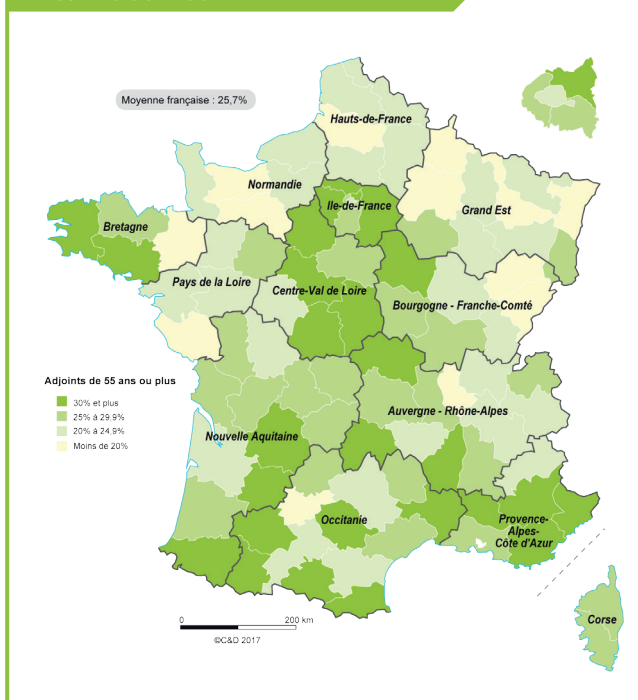 Moyenne française : 25,7%
Hauts-de-France
Normandie
Ile-de-France
Grand Est
Bretagne
Pays de la Loire
Centre-Val de Loire
Bourgogne - Franche-Comté
Adjoints de 55 ans ou plus
30% et plus
25% à 29,9%
20% à 24,9%
Moins de 20%
Auvergne - Rhône-Alpes
Nouvelle Aquitaine
Occitanie
Provence-
Alpes-
Côte d'Azur
Corse
0 200 km
©C&D 2017